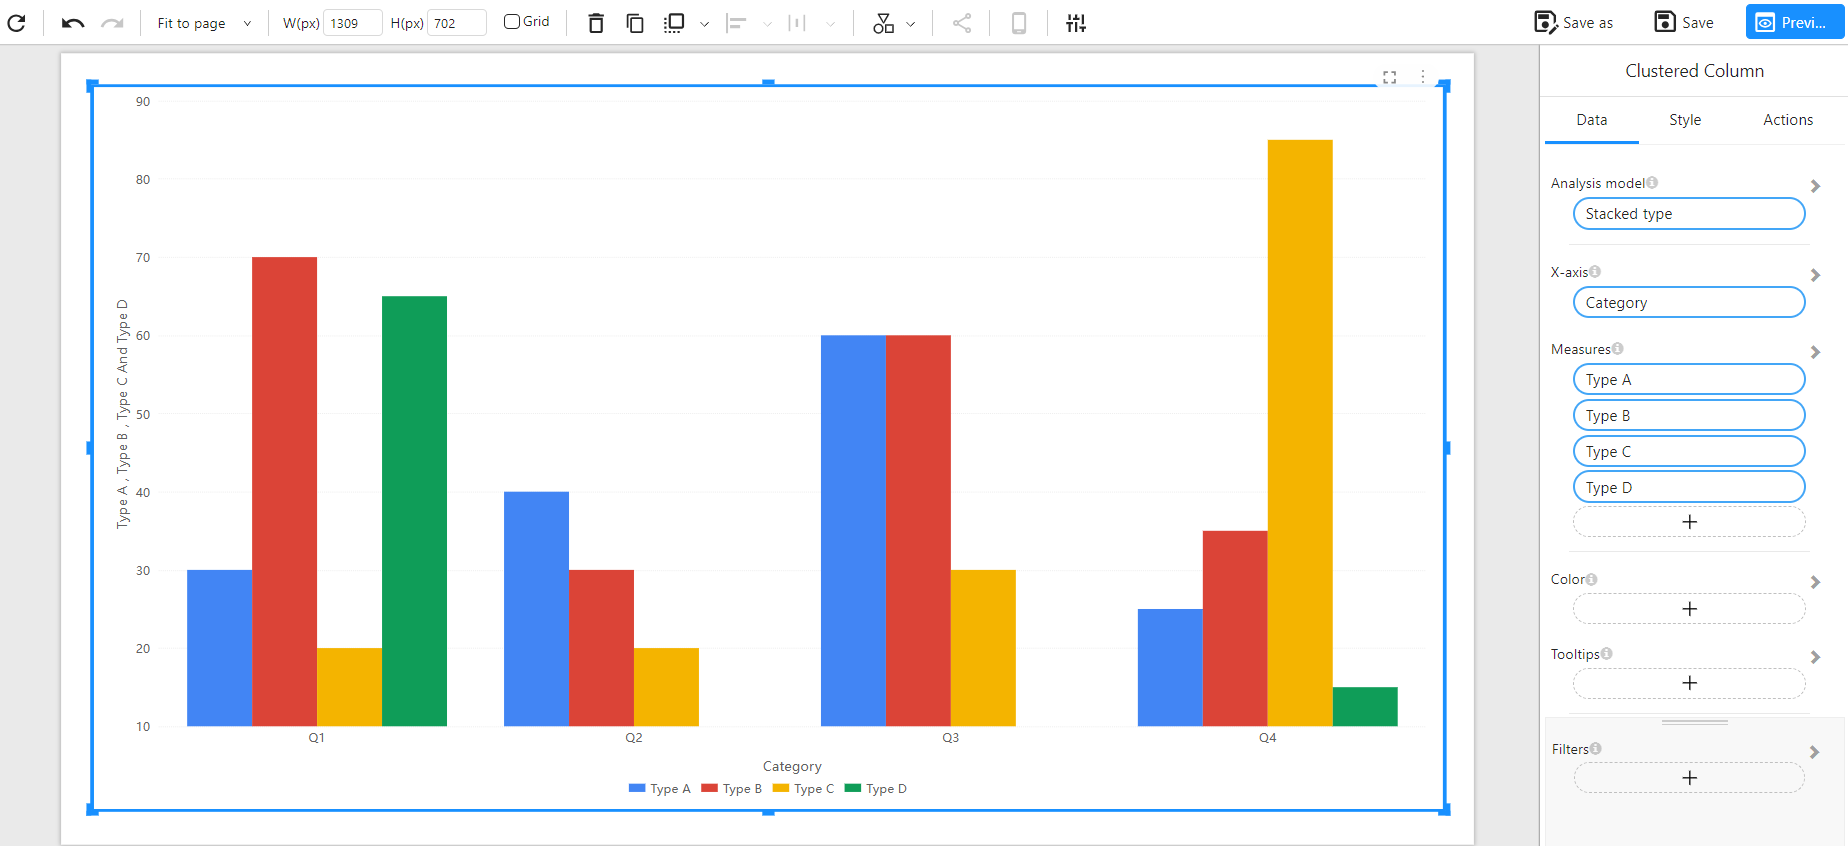 Fit to page W(px) 1309 H(px) 702 Grid Save as Save Previ...
Clustered Column
Data Style Actions
Analysis model
Stacked type
X-axis
Category
Measures
Type A
Type B
Type C
Type D
Color
Tooltips
Filters
90
80
70
60
50
40
30
20
10
Type A , Type B , Type C And Type D
Q1 Q2 Q3 Q4
Category
Type A Type B Type C Type D